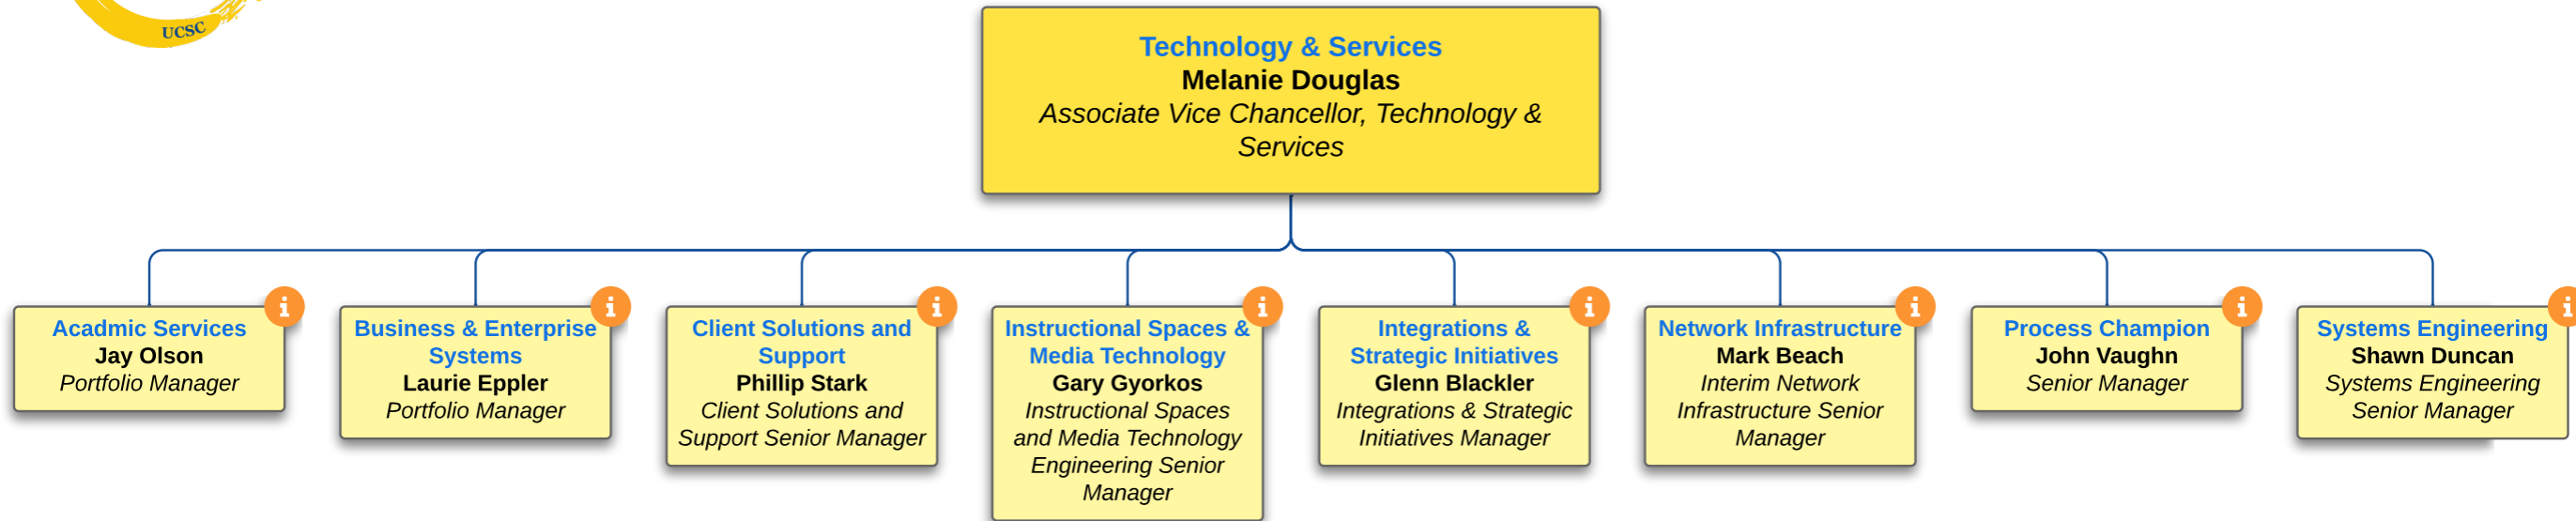 UCSC
Technology & Services
Melanie Douglas
Associate Vice Chancellor, Technology &
Services
Acadmic Services
Jay Olson
Portfolio Manager
Business & Enterprise
Systems
Laurie Eppler
Portfolio Manager
Client Solutions and
Support
Phillip Stark
Client Solutions and
Support Senior Manager
Instructional Spaces &
Media Technology
Gary Gyorkos
Instructional Spaces
and Media Technology
Engineering Senior
Manager
Integrations &
Strategic Initiatives
Glenn Blackler
Integrations & Strategic
Initiatives Manager
Network Infrastructure
Mark Beach
Interim Network
Infrastructure Senior
Manager
Process Champion
John Vaughn
Senior Manager
Systems Engineering
Shawn Duncan
Systems Engineering
Senior Manager